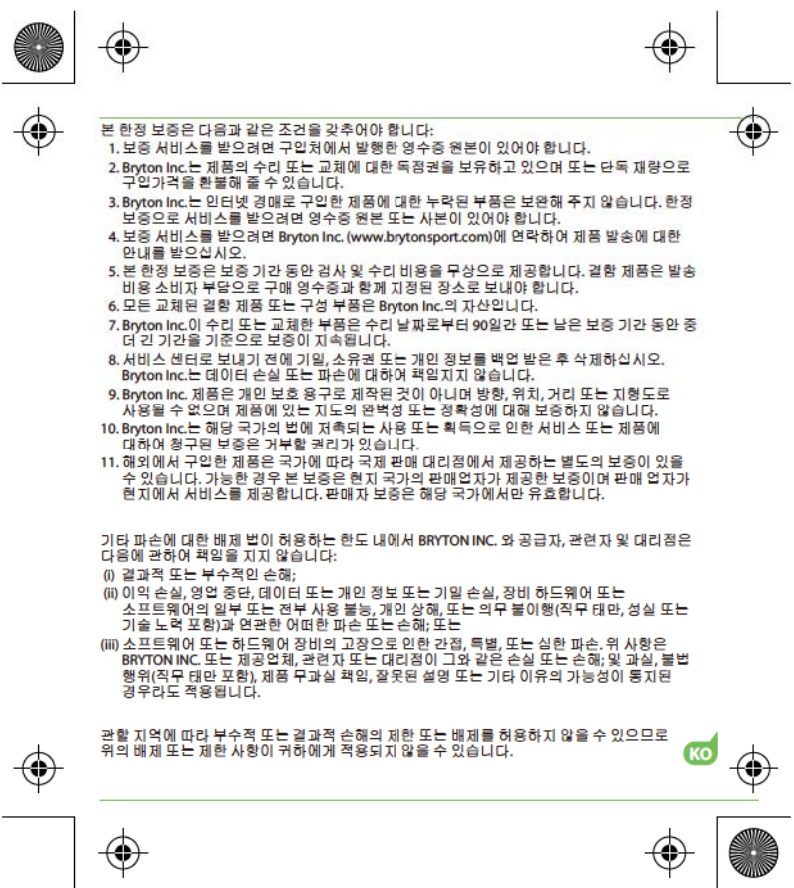 본 한정 보증은 다음과 같은 조건을 갖추어야 합니다:
1. 보증 서비스를 받으려면 구입처에서 발행한 영수증 원본이 있어야 합니다.
2. Bryton Inc.는 제품의 수리 또는 교체에 대한 독점권을 보유하고 있으며 또는 단독 재량으로
구입가격을 환불해 줄 수 있습니다.
3. Bryton Inc.는 인터넷 경매로 구입한 제품에 대한 누락된 부품은 보완해 주지 않습니다. 한정
보증으로 서비스를 받으려면 영수증 원본 또는 사본이 있어야 합니다.
4. 보증 서비스를 받으려면 Bryton Inc. (www.brytonsport.com)에 연락하여 제품 발송에 대한
안내를 받으십시오.
5. 본 한정 보증은 보증 기간 동안 검사 및 수리 비용을 무상으로 제공합니다. 결함 제품은 발송
비용 소비자 부담으로 구매 영수증과 함께 지정된 장소로 보내야 합니다.
6. 모든 교체된 결함 제품 또는 구성 부품은 Bryton Inc.의 자산입니다.
7. Bryton Inc.이 수리 또는 교체한 부품은 수리 날짜로부터 90일간 또는 남은 보증 기간 동안 중
더 긴 기간을 기준으로 보증이 지속됩니다.
8. 서비스 센터로 보내기 전에 기밀, 소유권 또는 개인 정보를 백업 받은 후 삭제하십시오.
Bryton Inc.는 데이터 손실 또는 파손에 대하여 책임지지 않습니다.
9. Bryton Inc. 제품은 개인 보호 용구로 제작된 것이 아니며 방향, 위치, 거리 또는 지형도로
사용될 수 없으며 제품에 있는 지도의 완벽성 또는 정확성에 대해 보증하지 않습니다.
10. Bryton Inc.는 해당 국가의 법에 저촉되는 사용 또는 획득으로 인한 서비스 또는 제품에
대하여 청구된 보증은 거부할 권리가 있습니다.
11. 해외에서 구입한 제품은 국가에 따라 국제 판매 대리점에서 제공하는 별도의 보증이 있을
수 있습니다. 가능한 경우 본 보증은 현지 국가의 판매업자가 제공한 보증이며 판매 업자가
현지에서 서비스를 제공합니다. 판매자 보증은 해당 국가에서만 유효합니다.
기타 파손에 대한 배제 법이 허용하는 한도 내에서 BRYTON INC. 와 공급자, 관련자 및 대리점은
다음에 관하여 책임을 지지 않습니다:
(i) 결과적 또는 부수적인 손해;
(ii) 이익 손실, 영업 중단, 데이터 또는 개인 정보 또는 기밀 손실, 장비 하드웨어 또는
소프트웨어의 일부 또는 전부 사용 불능, 개인 상해, 또는 의무 불이행(직무 태만, 성실 또는
기술 노력 포함)과 연관한 어떠한 파손 또는 손해; 또는
(iii) 소프트웨어 또는 하드웨어 장비의 고장으로 인한 간접, 특별, 또는 심한 파손. 위 사항은
BRYTON INC. 또는 제공업체, 관련자 또는 대리점이 그와 같은 손실 또는 손해; 및 과실, 불법
행위(직무 태만 포함), 제품 무과실 책임, 잘못된 설명 또는 기타 이유의 가능성이 통지된
경우라도 적용됩니다.
관할 지역에 따라 부수적 또는 결과적 손해의 제한 또는 배제를 허용하지 않을 수 있으므로
위의 배제 또는 제한 사항이 귀하에게 적용되지 않을 수 있습니다.
KO